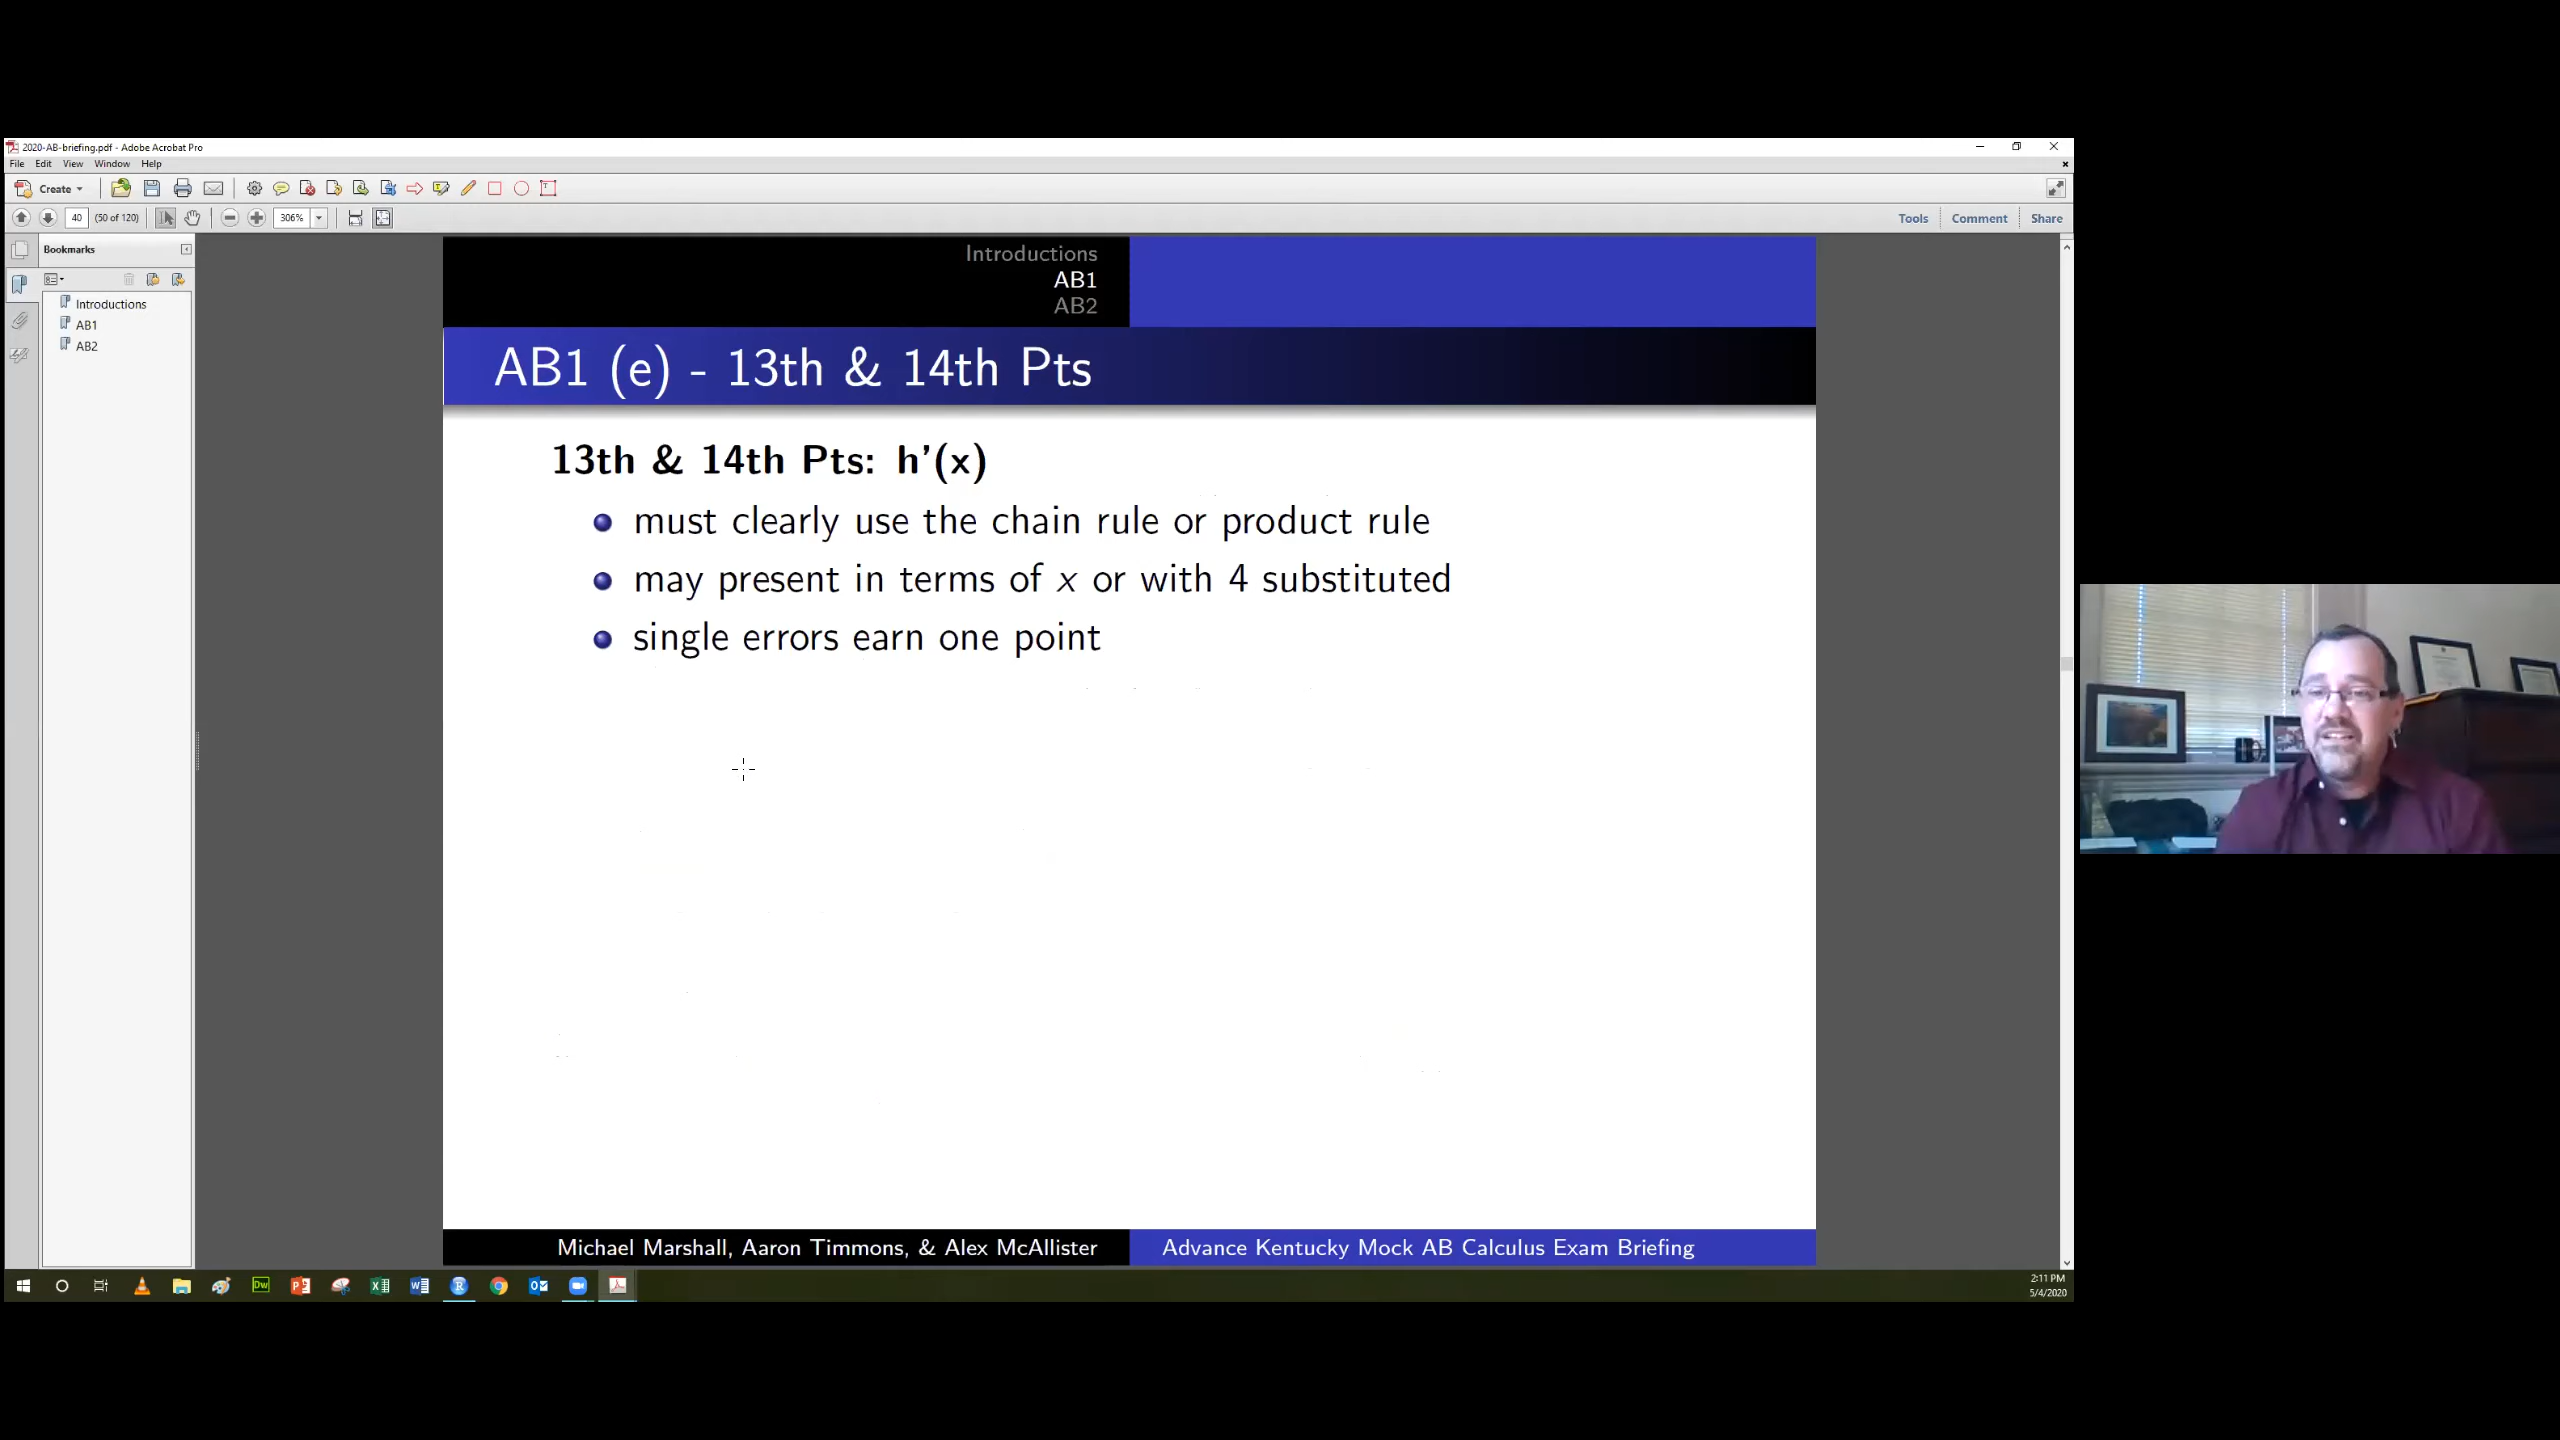 2020-AB-briefing.pdf - Adobe Acrobat Pro
File Edit View Window Help
Create
40 (50 of 120) 306% Tools Comment Share
Bookmarks
Introductions
AB1
AB2
Introductions
AB1
AB2
AB1 (e) - 13th & 14th Pts
13th & 14th Pts: h'(x)
must clearly use the chain rule or product rule
may present in terms of x or with 4 substituted
single errors earn one point
Michael Marshall, Aaron Timmons, & Alex McAllister Advance Kentucky Mock AB Calculus Exam Briefing
2:11 PM
5/4/2020